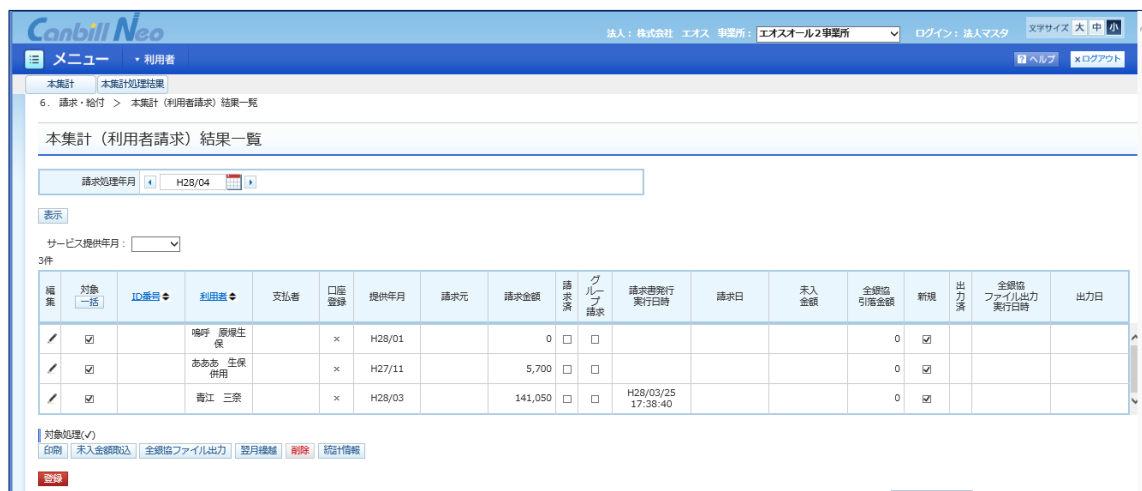 Canbill Neo
法人：株式会社 エオス 事業所： エオスオール２事業所 ログイン：法人マスタ 文字サイズ 大 中 小
メニュー ・利用者 ? ヘルプ ×ログアウト
本集計 本集計処理結果
6. 請求・給付 ＞ 本集計（利用者請求）結果一覧
本集計（利用者請求）結果一覧
請求処理年月 H28/04
表示
サービス提供年月：
3件
編集 対象 一括 ID番号 利用者 支払者 口座登録 提供年月 請求元 請求金額 請求済 グループ請求 請求書発行実行日時 請求日 未入金額 全銀協引落金額 新規 出力済 全銀協ファイル出力実行日時 出力日
嗚呼 原爆生保 × H28/01 0 0
あああ 生保併用 × H27/11 5,700 0
青江 三奈 × H28/03 141,050 H28/03/25 17:38:40 0
対象処理(✓)
印刷 未入金額取込 全銀協ファイル出力 翌月繰越 削除 統計情報
登録